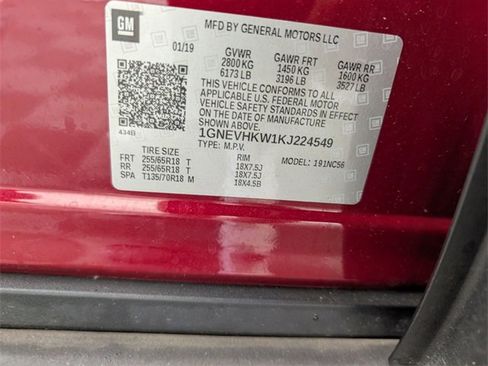 GM
MFD BY GENERAL MOTORS LLC
01/19 GVWR GAWR FRT GAWR RR
2800 KG 1450 KG 1600 KG
6173 LB 3196 LB 3527 LB
THIS VEHICLE CONFORMS TO ALL
APPLICABLE U.S. FEDERAL MOTOR
VEHICLE SAFETY STANDARDS IN EFFECT
ON THE DATE OF MANUFACTURE
SHOWN ABOVE.
434B 1GNEVHKW1KJ224549
TYPE: M.P.V. MODEL: 191NC56
TIRE SIZE RIM
FRT 255/65R18 T 18X7.5J
RR 255/65R18 T 18X7.5J
SPA T135/70R18 M 18X4.5B